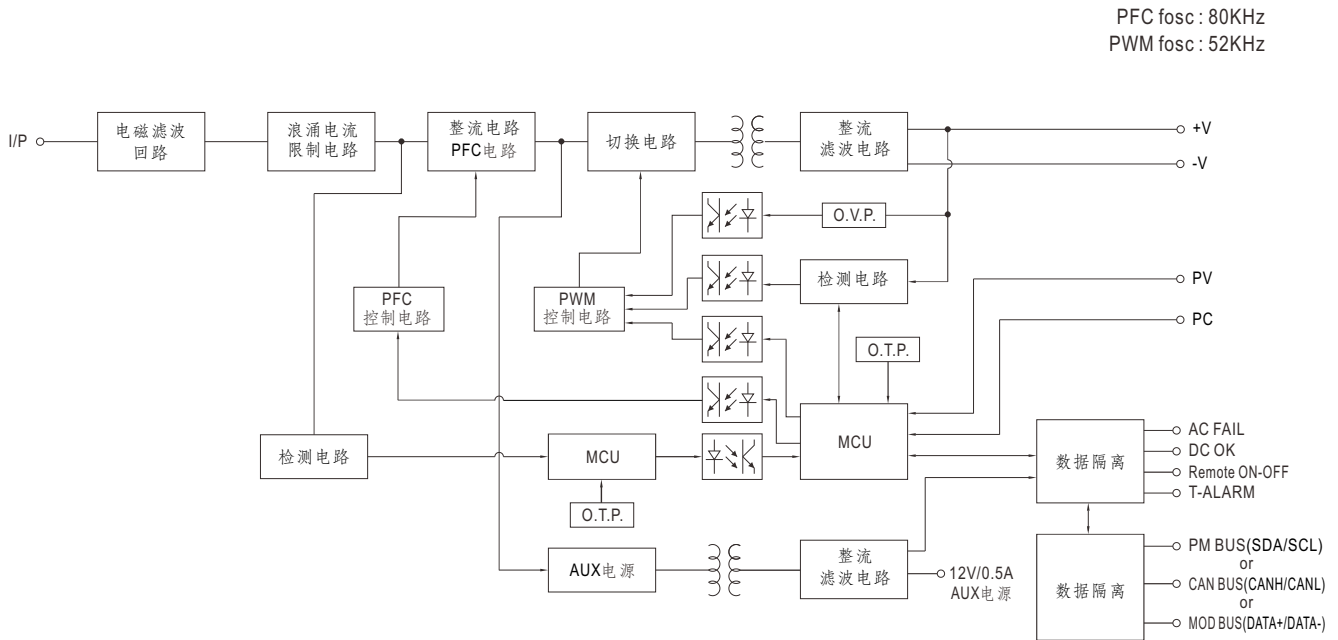 PFC fosc : 80KHz
PWM fosc : 52KHz
I/P
电磁滤波
回路
浪涌电流
限制电路
整流电路
PFC电路
切换电路
整流
滤波电路
+V
-V
O.V.P.
PFC
控制电路
PWM
控制电路
检测电路
PV
PC
O.T.P.
检测电路
MCU
MCU
O.T.P.
数据隔离
AC FAIL
DC OK
Remote ON-OFF
T-ALARM
AUX电源
整流
滤波电路
12V/0.5A
AUX电源
数据隔离
PM BUS(SDA/SCL)
or
CAN BUS(CANH/CANL)
or
MOD BUS(DATA+/DATA-)